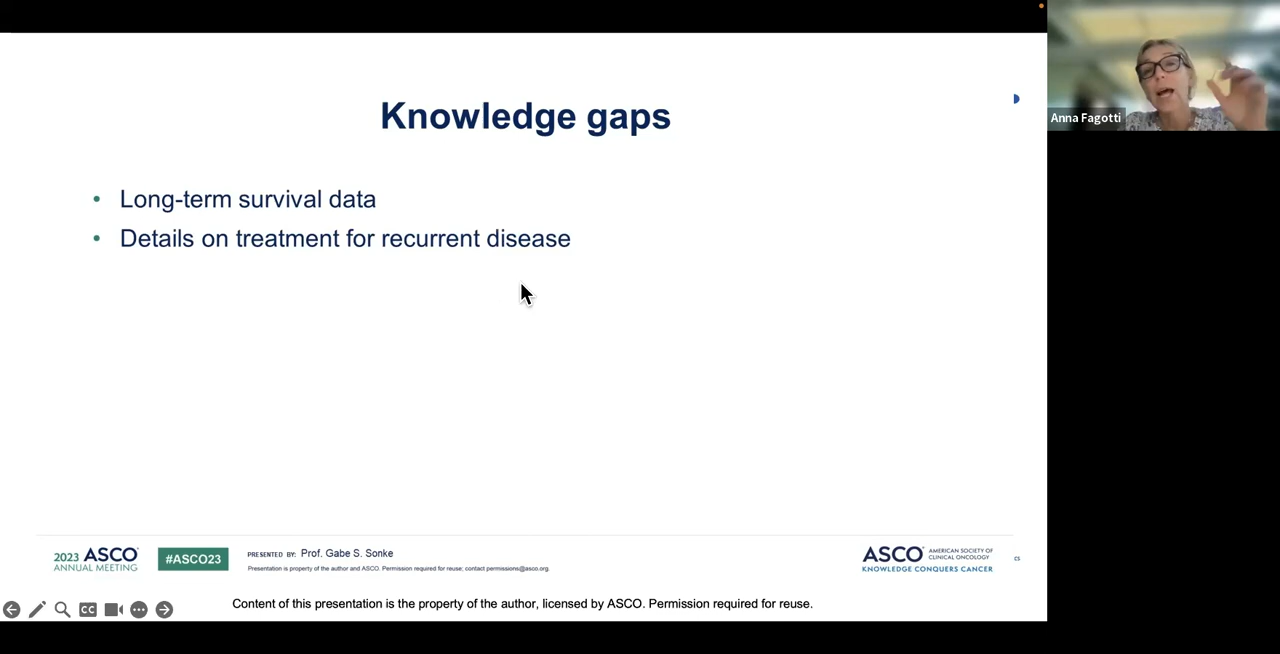 Knowledge gaps
Anna Fagotti
• Long-term survival data
• Details on treatment for recurrent disease
2023 ASCO
ANNUAL MEETING
#ASCO23
PRESENTED BY: Prof. Gabe S. Sonke
Presentation is property of the author and ASCO. Permission required for reuse; contact permissions@asco.org.
ASCO AMERICAN SOCIETY OF
CLINICAL ONCOLOGY
KNOWLEDGE CONQUERS CANCER
cs
CC
Content of this presentation is the property of the author, licensed by ASCO. Permission required for reuse.